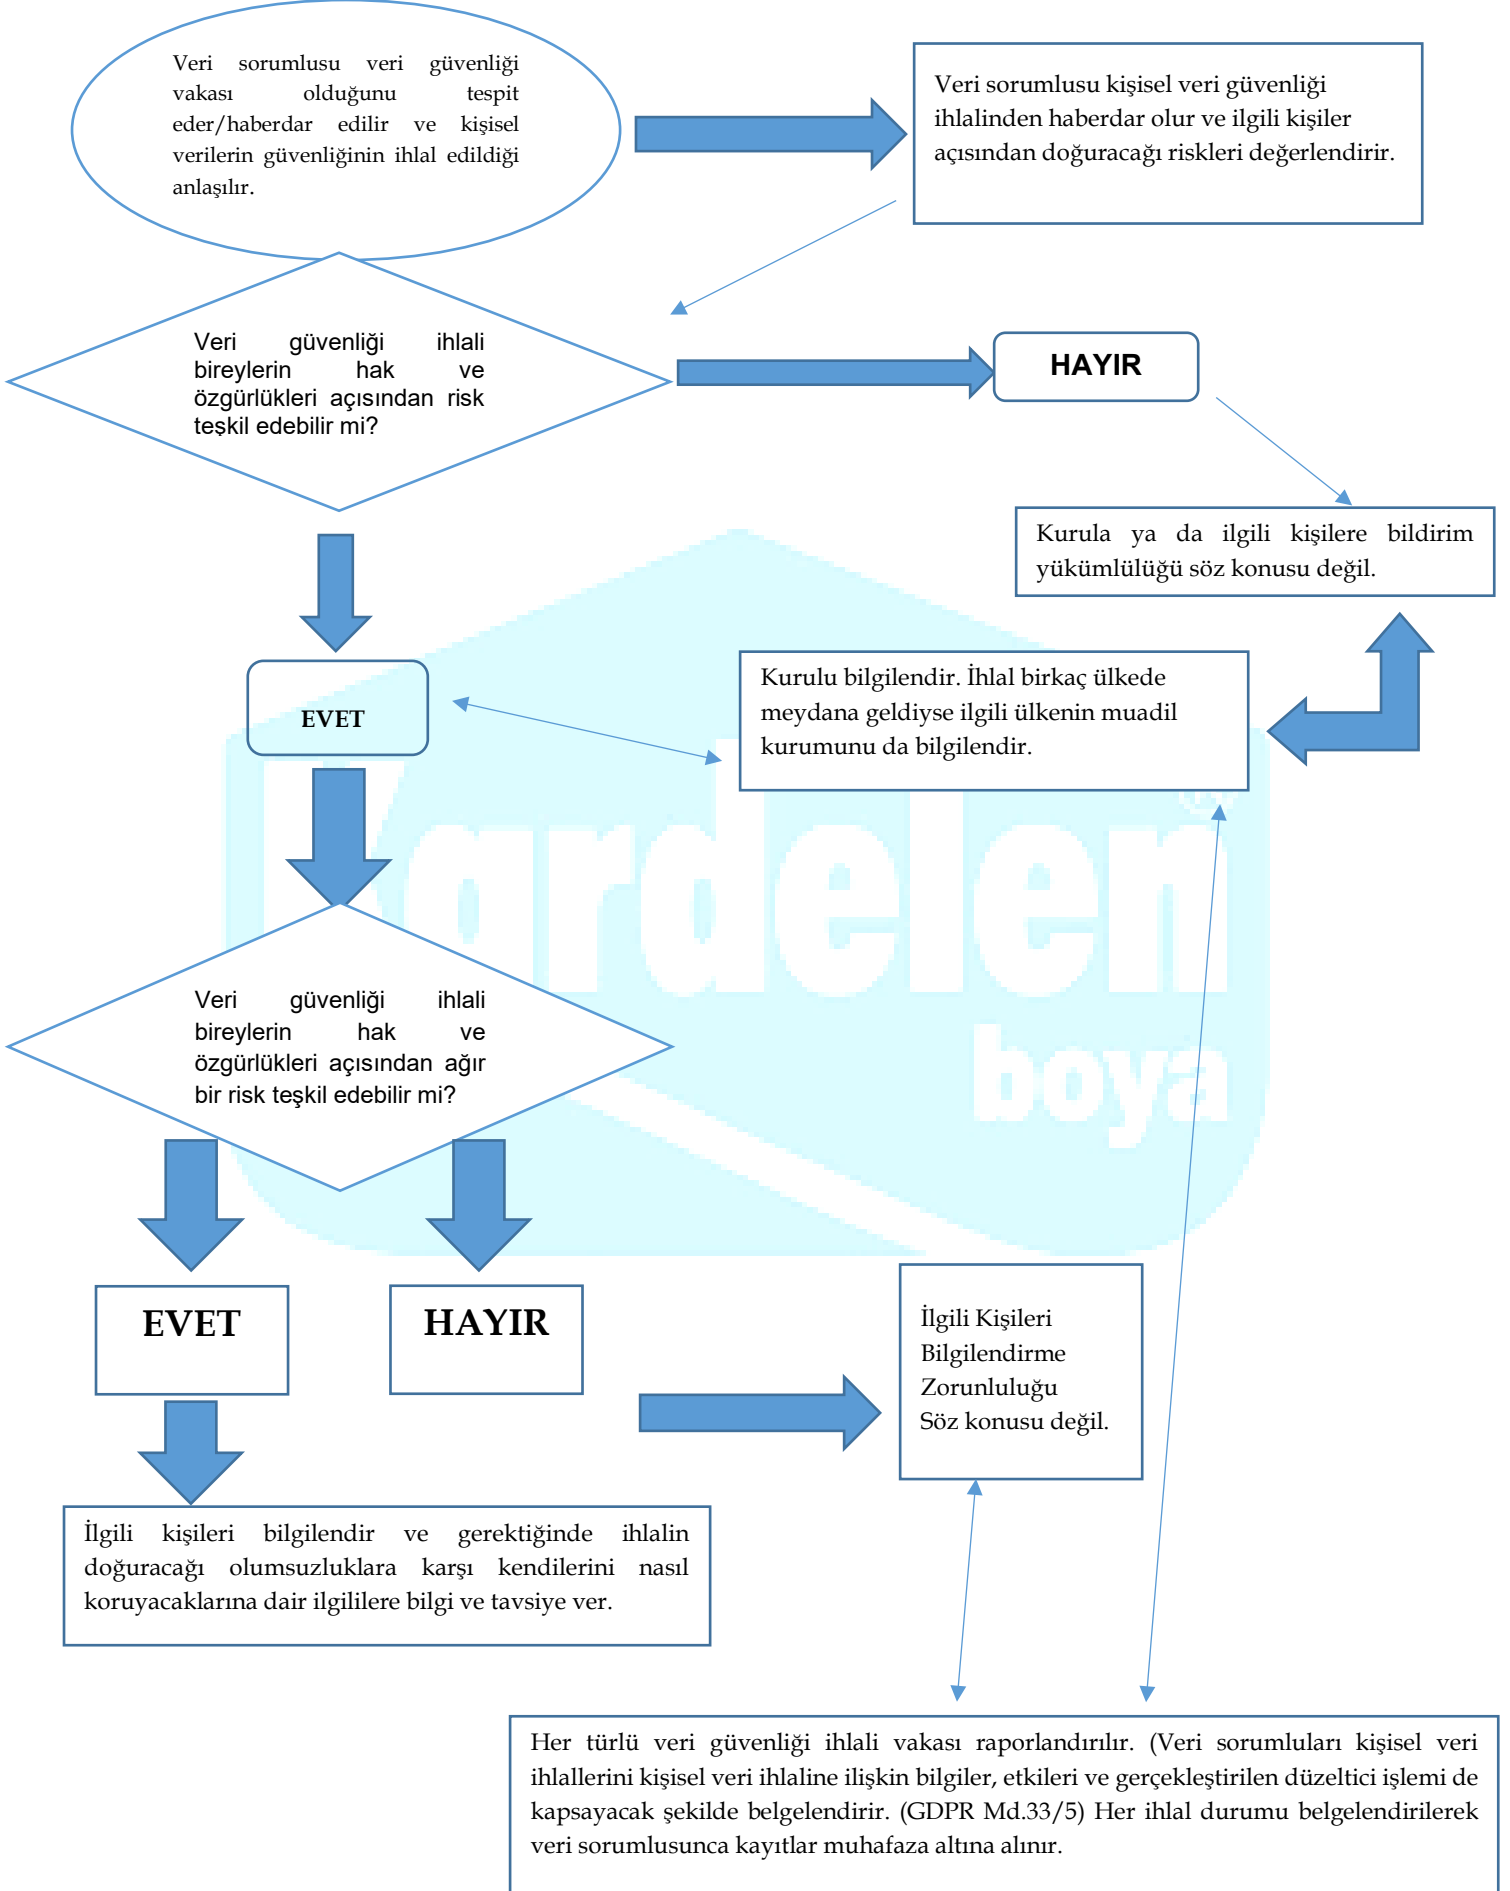 Veri sorumlusu veri güvenliği
vakası olduğunu tespit
eder/haberdar edilir ve kişisel
verilerin güvenliğinin ihlal edildiği
anlaşılır.
Veri sorumlusu kişisel veri güvenliği
ihlalinden haberdar olur ve ilgili kişiler
açısından doğuracağı riskleri değerlendirir.
Veri güvenliği ihlali
bireylerin hak ve
özgürlükleri açısından risk
teşkil edebilir mi?
HAYIR
Kurula ya da ilgili kişilere bildirim
yükümlülüğü söz konusu değil.
EVET
Kurulu bilgilendir. İhlal birkaç ülkede
meydana geldiyse ilgili ülkenin muadil
kurumunu da bilgilendir.
Kardelen
boya
Veri güvenliği ihlali
bireylerin hak ve
özgürlükleri açısından ağır
bir risk teşkil edebilir mi?
EVET
HAYIR
İlgili Kişileri
Bilgilendirme
Zorunluluğu
Söz konusu değil.
İlgili kişileri bilgilendir ve gerektiğinde ihlalin
doğuracağı olumsuzluklara karşı kendilerini nasıl
koruyacaklarına dair ilgililere bilgi ve tavsiye ver.
Her türlü veri güvenliği ihlali vakası raporlandırılır. (Veri sorumluları kişisel veri
ihlallerini kişisel veri ihlaline ilişkin bilgiler, etkileri ve gerçekleştirilen düzeltici işlemi de
kapsayacak şekilde belgelendirir. (GDPR Md.33/5) Her ihlal durumu belgelendirilerek
veri sorumlusunca kayıtlar muhafaza altına alınır.